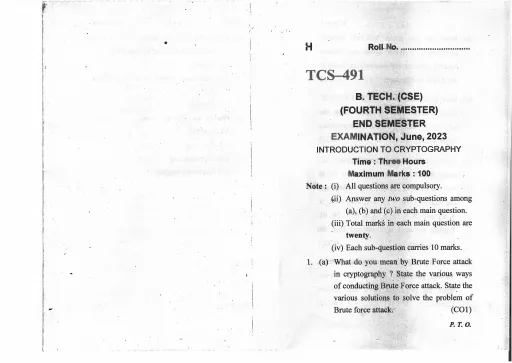 H Roll No. ................................
TCS–491
B. TECH. (CSE)
(FOURTH SEMESTER)
END SEMESTER
EXAMINATION, June, 2023
INTRODUCTION TO CRYPTOGRAPHY
Time : Three Hours
Maximum Marks : 100
Note : (i) All questions are compulsory.
(ii) Answer any two sub-questions among
(a), (b) and (c) in each main question.
(iii) Total marks in each main question are
twenty.
(iv) Each sub-question carries 10 marks.
1. (a) What do you mean by Brute Force attack
in cryptography ? State the various ways
of conducting Brute Force attack. State the
various solutions to solve the problem of
Brute force attack. (CO1)
P. T. O.